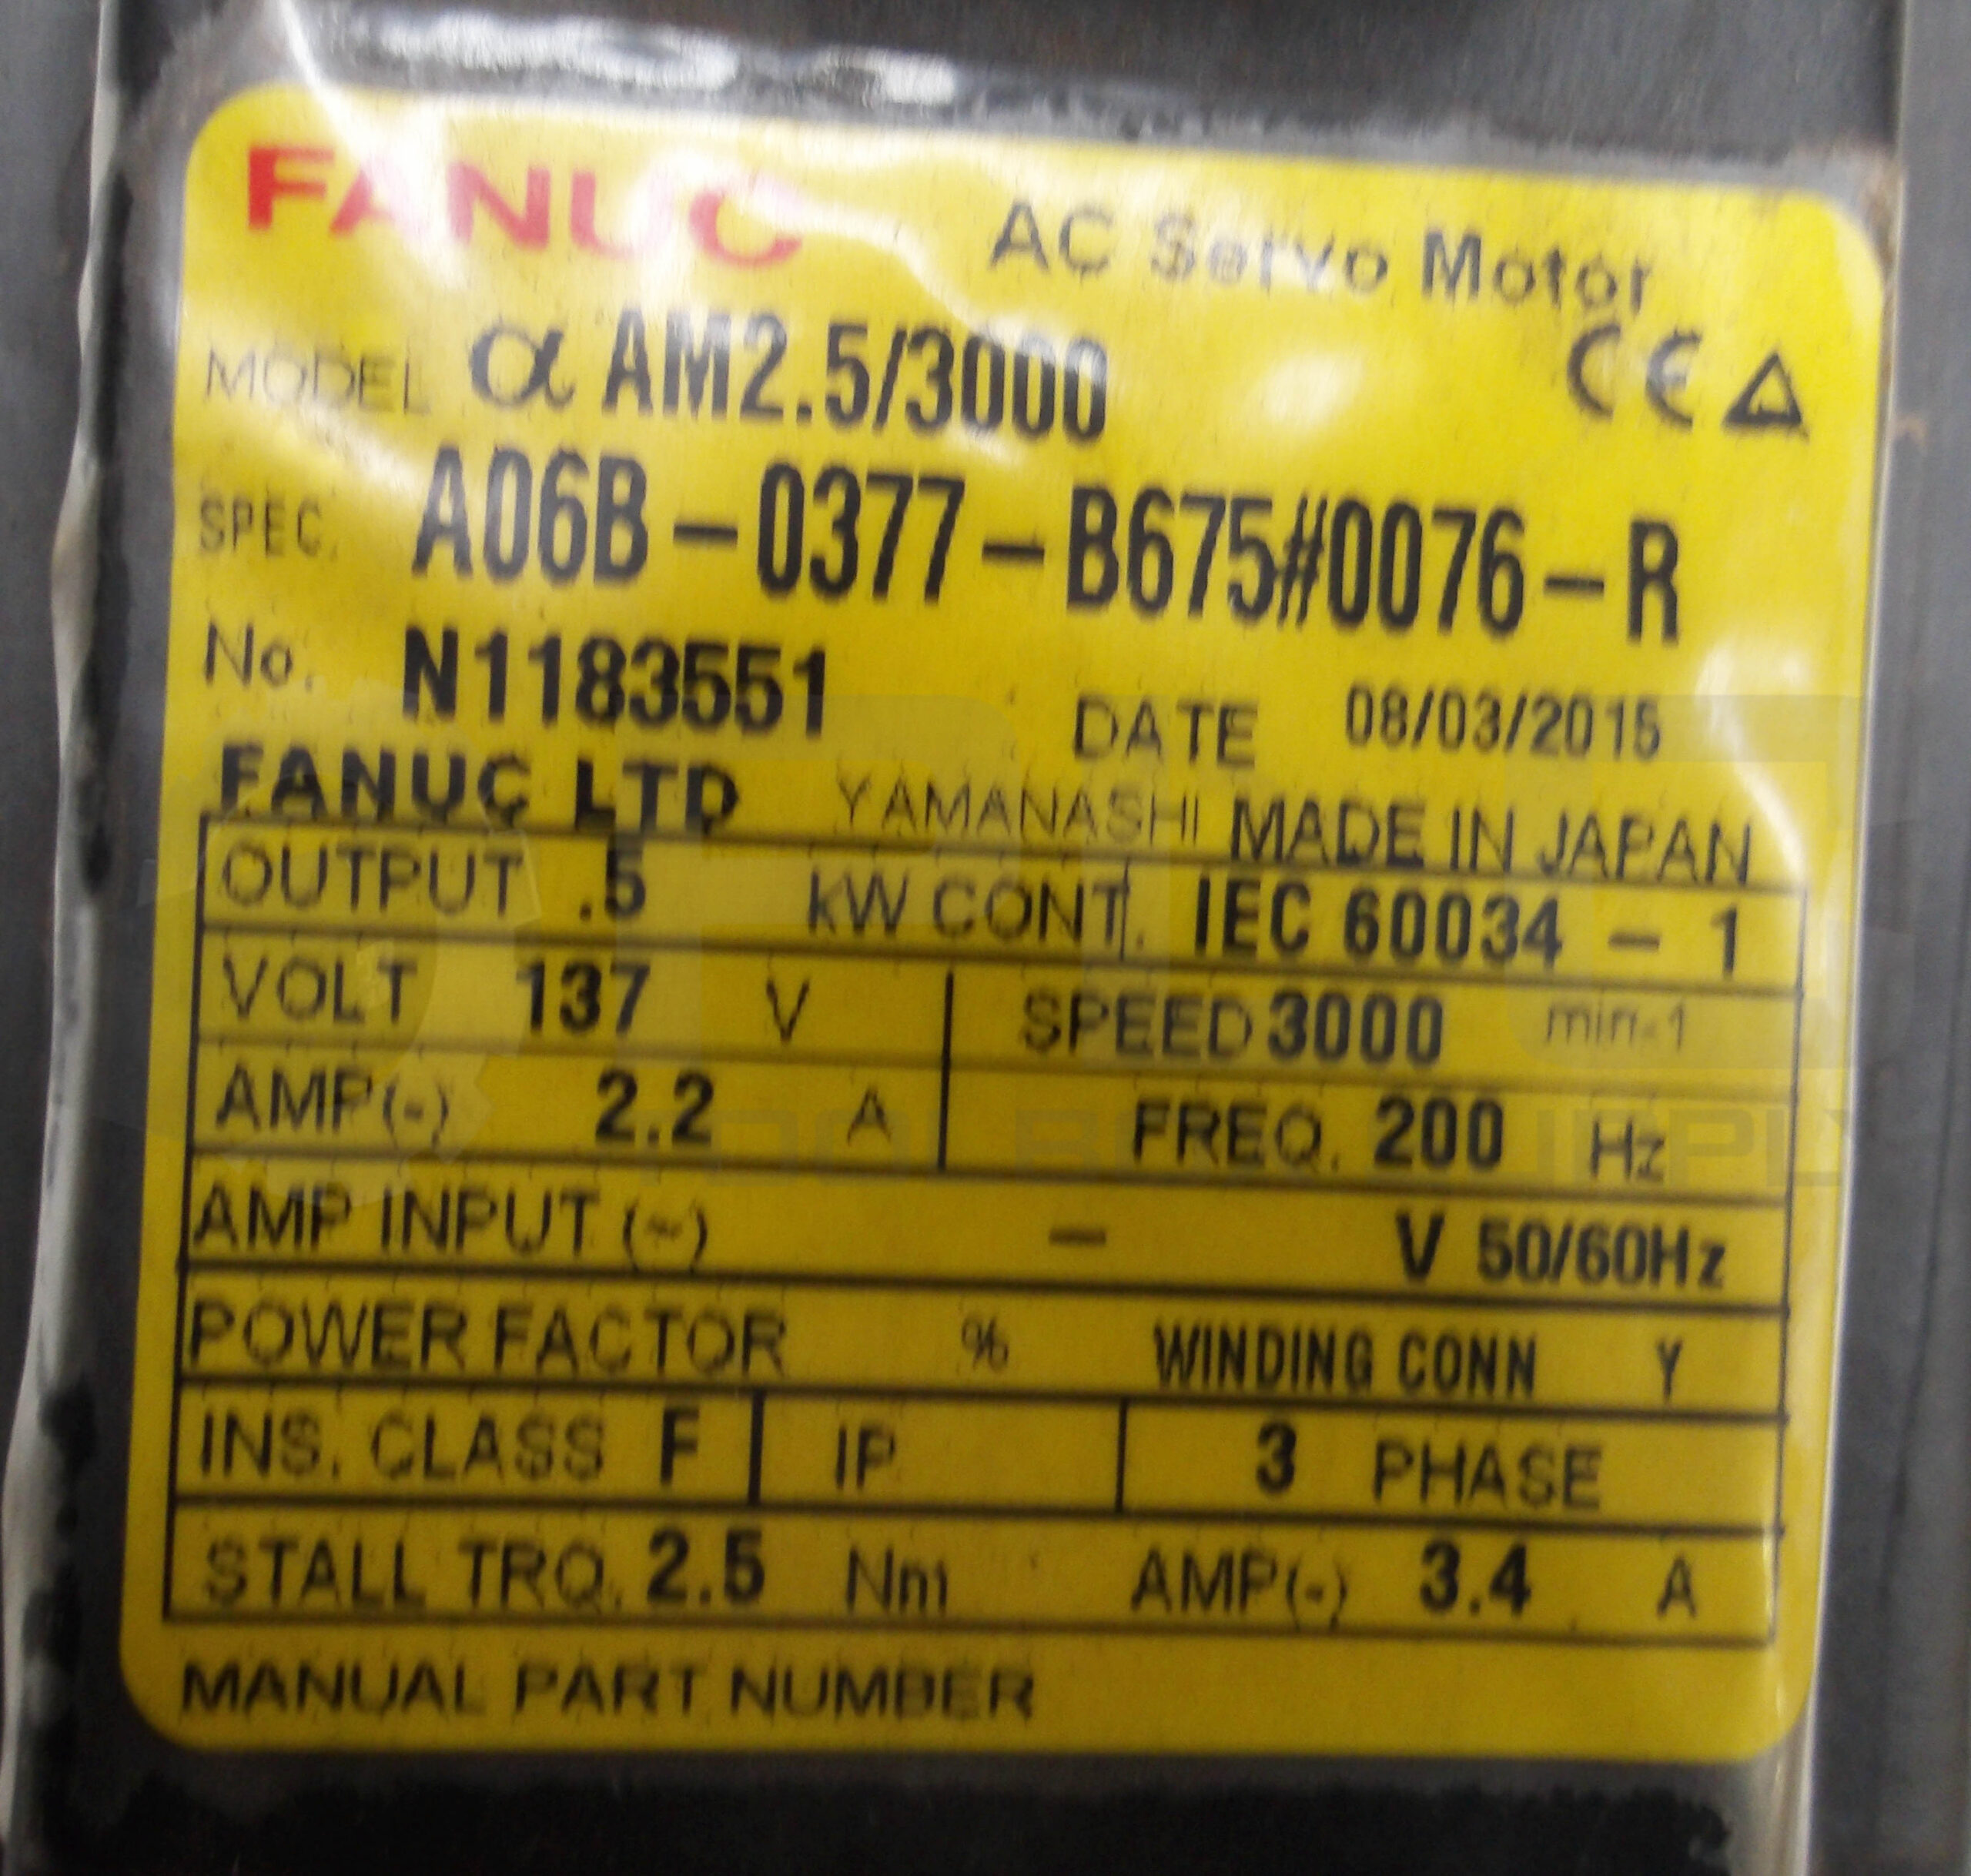 FANUC AC Servo Motor
MODEL α AM2.5/3000 CE
SPEC. A06B-0377-B675#0076-R
No. N1183551 DATE 08/03/2015
FANUC LTD YAMANASHI MADE IN JAPAN
OUTPUT .5 kW CONT. IEC 60034-1
VOLT 137 V SPEED 3000 min-1
AMP(-) 2.2 A FREQ. 200 Hz
AMP INPUT (~) - V 50/60Hz
POWER FACTOR % WINDING CONN Y
INS. CLASS F IP 3 PHASE
STALL TRQ. 2.5 Nm AMP(-) 3.4 A
MANUAL PART NUMBER